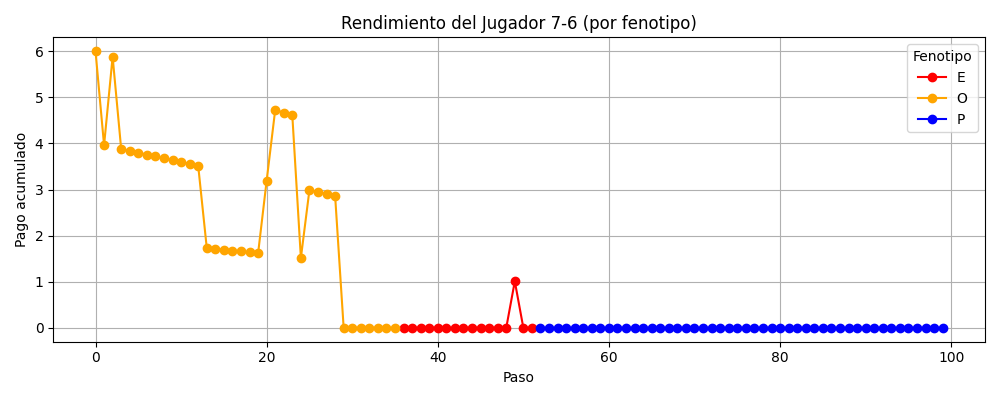 Rendimiento del Jugador 7-6 (por fenotipo)
Pago acumulado
6
5
4
3
2
1
0
0 20 40 60 80 100
Paso
Fenotipo
E
O
P